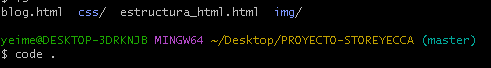 blog.html css/ estructura_html.html img/
yeime@DESKTOP-3DRKNJB MINGW64 ~/Desktop/PROYECTO-STOREYECCA (master)
$ code .